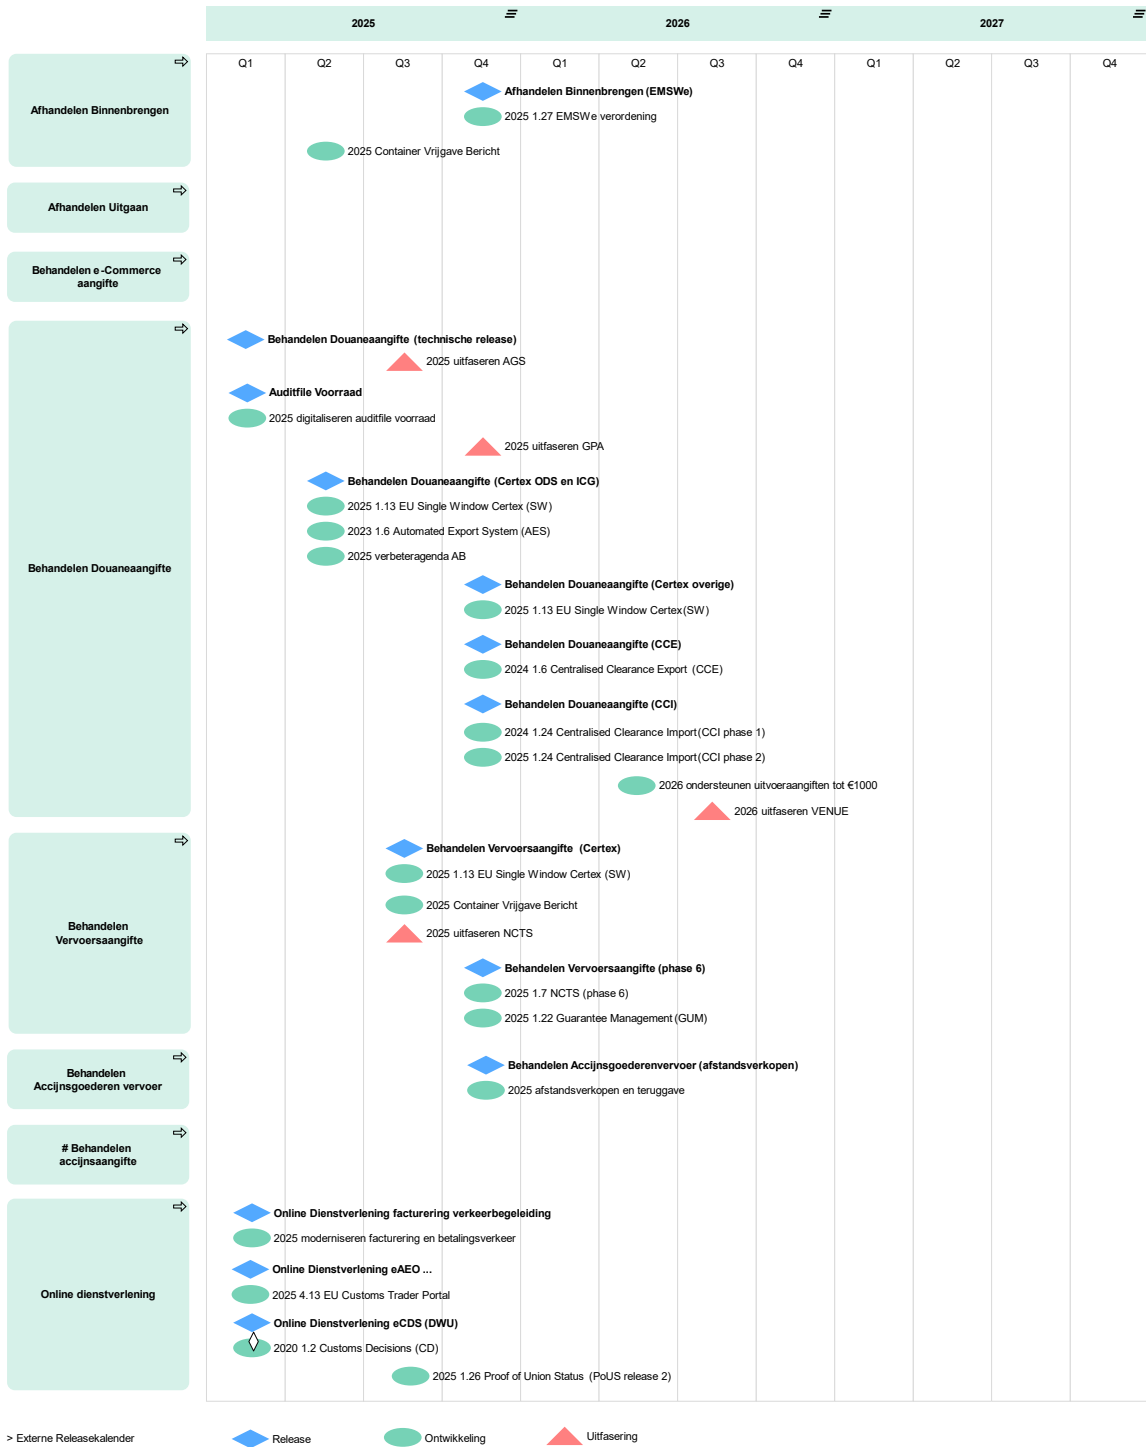 2025
2026
2027
Q1 Q2 Q3 Q4 Q1 Q2 Q3 Q4 Q1 Q2 Q3 Q4
Afhandelen Binnenbrengen
Afhandelen Binnenbrengen (EMSWe)
2025 1.27 EMSWe verordening
2025 Container Vrijgave Bericht
Afhandelen Uitgaan
Behandelen e-Commerce
aangifte
Behandelen Douaneaangifte
Behandelen Douaneaangifte (technische release)
2025 uitfaseren AGS
Auditfile Voorraad
2025 digitaliseren auditfile voorraad
2025 uitfaseren GPA
Behandelen Douaneaangifte (Certex ODS en ICG)
2025 1.13 EU Single Window Certex (SW)
2023 1.6 Automated Export System (AES)
2025 verbeteragenda AB
Behandelen Douaneaangifte (Certex overige)
2025 1.13 EU Single Window Certex (SW)
Behandelen Douaneaangifte (CCE)
2024 1.6 Centralised Clearance Export (CCE)
Behandelen Douaneaangifte (CCI)
2024 1.24 Centralised Clearance Import (CCI phase 1)
2025 1.24 Centralised Clearance Import (CCI phase 2)
2026 ondersteunen uitvoeraangiften tot €1000
2026 uitfaseren VENUE
Behandelen
Vervoersaangifte
Behandelen Vervoersaangifte (Certex)
2025 1.13 EU Single Window Certex (SW)
2025 Container Vrijgave Bericht
2025 uitfaseren NCTS
Behandelen Vervoersaangifte (phase 6)
2025 1.7 NCTS (phase 6)
2025 1.22 Guarantee Management (GUM)
Behandelen
Accijnsgoederen vervoer
Behandelen Accijnsgoederenvervoer (afstandsverkopen)
2025 afstandsverkopen en teruggave
# Behandelen
accijnsaangifte
Online dienstverlening
Online Dienstverlening facturering verkeerbegeleiding
2025 moderniseren facturering en betalingsverkeer
Online Dienstverlening eAEO ...
2025 4.13 EU Customs Trader Portal
Online Dienstverlening eCDS (DWU)
2020 1.2 Customs Decisions (CD)
2025 1.26 Proof of Union Status (PoUS release 2)
> Externe Releasekalender
Release
Ontwikkeling
Uitfasering